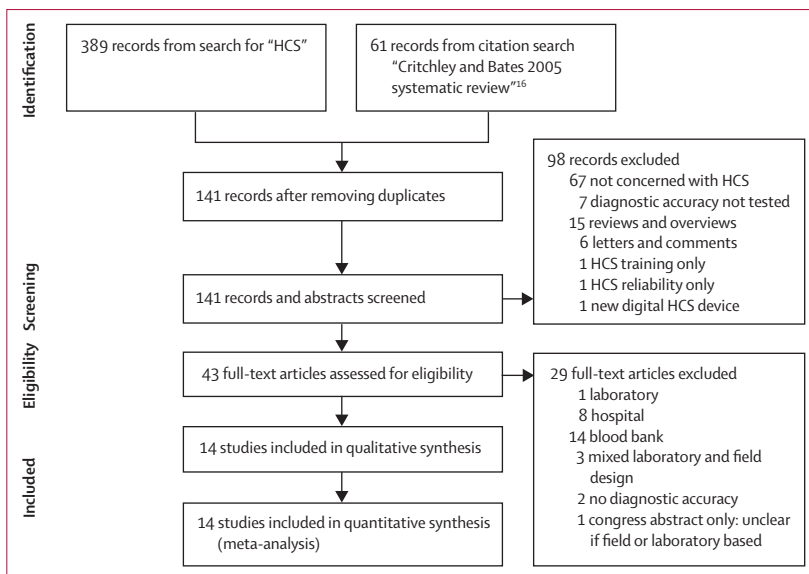 Identification
389 records from search for “HCS”
61 records from citation search
“Critchley and Bates 2005
systematic review”16
141 records after removing duplicates
98 records excluded
67 not concerned with HCS
7 diagnostic accuracy not tested
15 reviews and overviews
6 letters and comments
1 HCS training only
1 HCS reliability only
1 new digital HCS device
Screening
141 records and abstracts screened
Eligibility
43 full-text articles assessed for eligibility
29 full-text articles excluded
1 laboratory
8 hospital
14 blood bank
3 mixed laboratory and field
design
2 no diagnostic accuracy
1 congress abstract only: unclear
if field or laboratory based
Included
14 studies included in qualitative synthesis
14 studies included in quantitative synthesis
(meta-analysis)